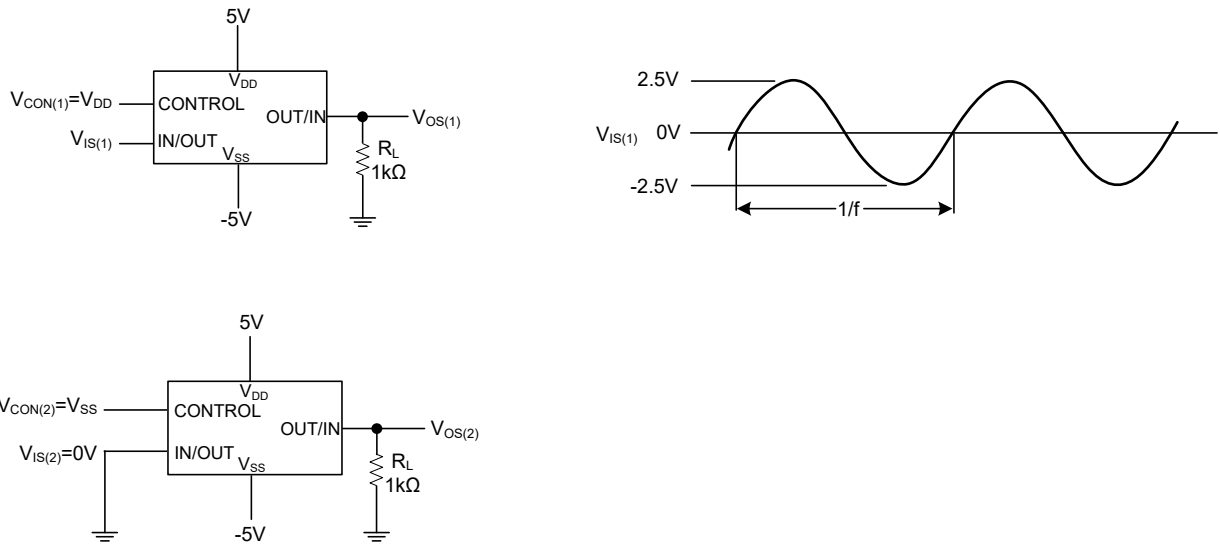 5V
VDD
VCON(1)=VDD
CONTROL
OUT/IN
VOS(1)
VIS(1)
IN/OUT
VSS
RL
1kΩ
-5V
2.5V
VIS(1) 0V
-2.5V
1/f
5V
VDD
VCON(2)=VSS
CONTROL
OUT/IN
VOS(2)
VIS(2)=0V
IN/OUT
VSS
RL
1kΩ
-5V